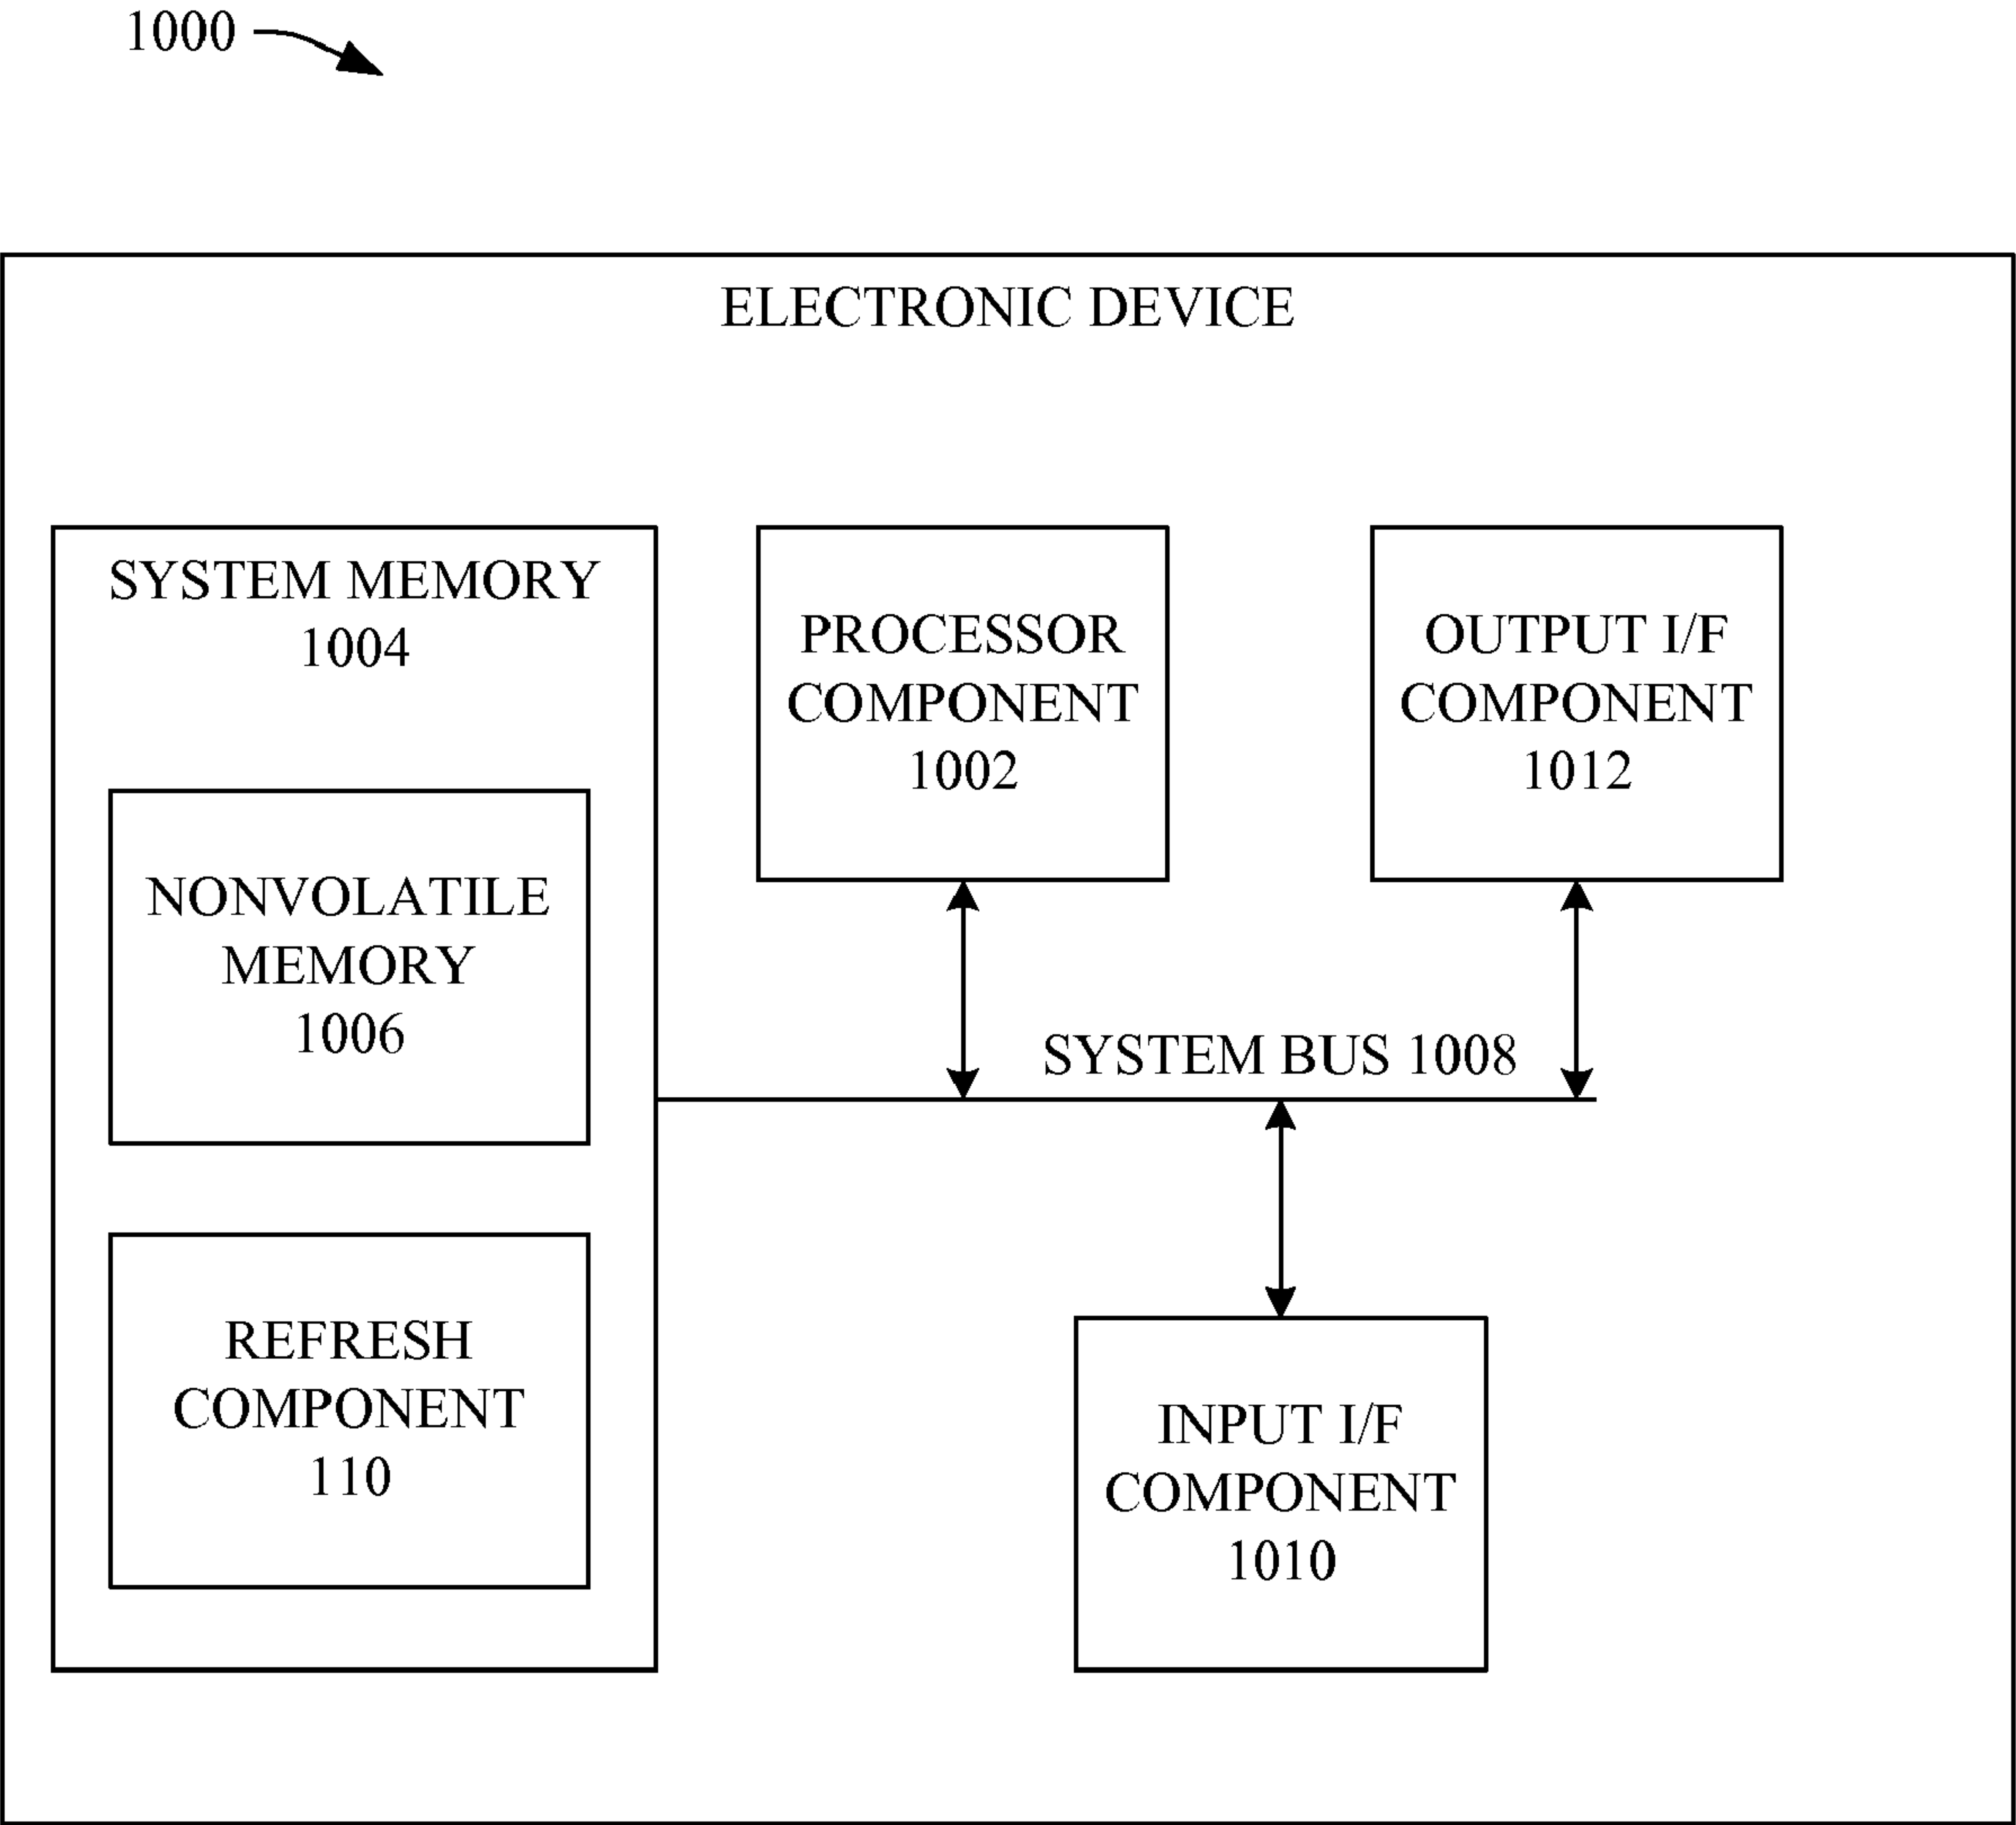 1000
ELECTRONIC DEVICE
SYSTEM MEMORY
1004
NONVOLATILE
MEMORY
1006
REFRESH
COMPONENT
110
PROCESSOR
COMPONENT
1002
OUTPUT I/F
COMPONENT
1012
SYSTEM BUS 1008
INPUT I/F
COMPONENT
1010